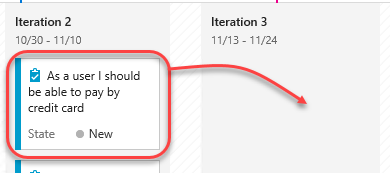 Iteration 2
10/30 - 11/10
Iteration 3
11/13 - 11/24
As a user I should
be able to pay by
credit card
State New